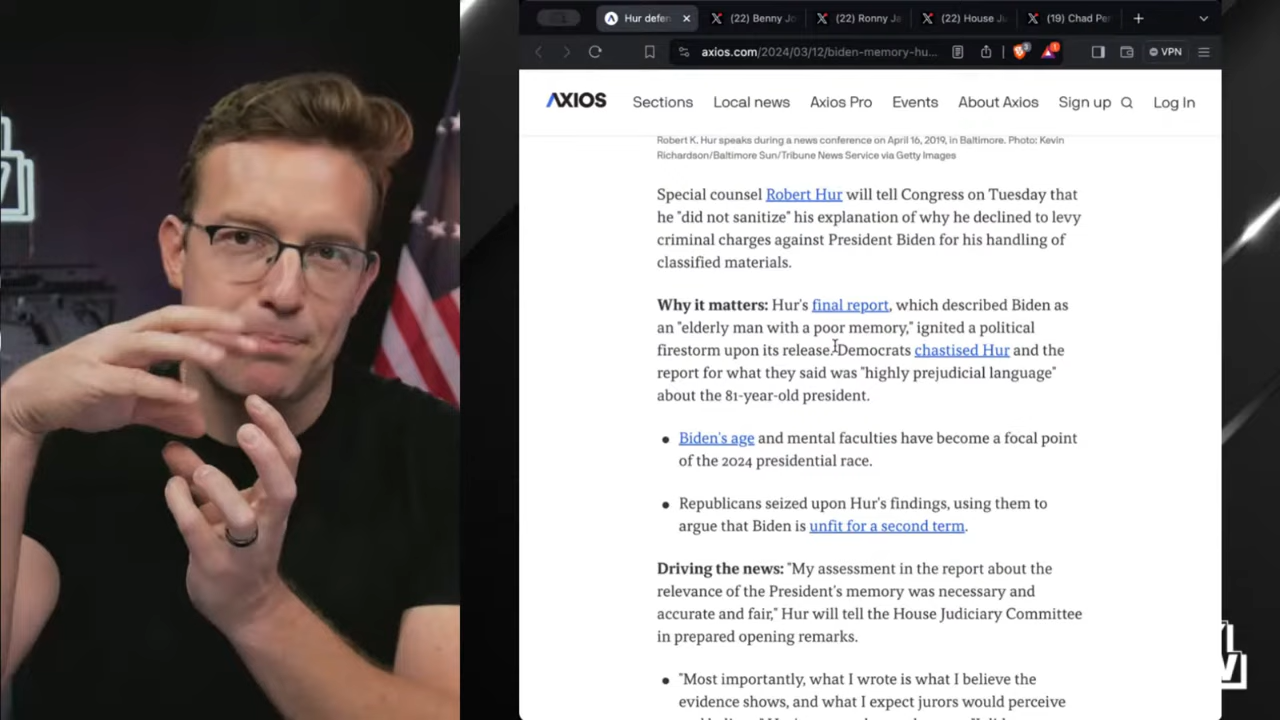 Hur defen
(22) Benny Jo
(22) Ronny Ja
(22) House Ju
(19) Chad Per
axios.com/2024/03/12/biden-memory-hu...
VPN
AXIOS
Sections
Local news
Axios Pro
Events
About Axios
Sign up
Log In
Robert K. Hur speaks during a news conference on April 16, 2019, in Baltimore. Photo: Kevin
Richardson/Baltimore Sun/Tribune News Service via Getty Images
Special counsel Robert Hur will tell Congress on Tuesday that
he "did not sanitize" his explanation of why he declined to levy
criminal charges against President Biden for his handling of
classified materials.
Why it matters: Hur's final report, which described Biden as
an "elderly man with a poor memory," ignited a political
firestorm upon its release. Democrats chastised Hur and the
report for what they said was "highly prejudicial language"
about the 81-year-old president.
Biden's age and mental faculties have become a focal point
of the 2024 presidential race.
Republicans seized upon Hur's findings, using them to
argue that Biden is unfit for a second term.
Driving the news: "My assessment in the report about the
relevance of the President's memory was necessary and
accurate and fair," Hur will tell the House Judiciary Committee
in prepared opening remarks.
"Most importantly, what I wrote is what I believe the
evidence shows, and what I expect jurors would perceive